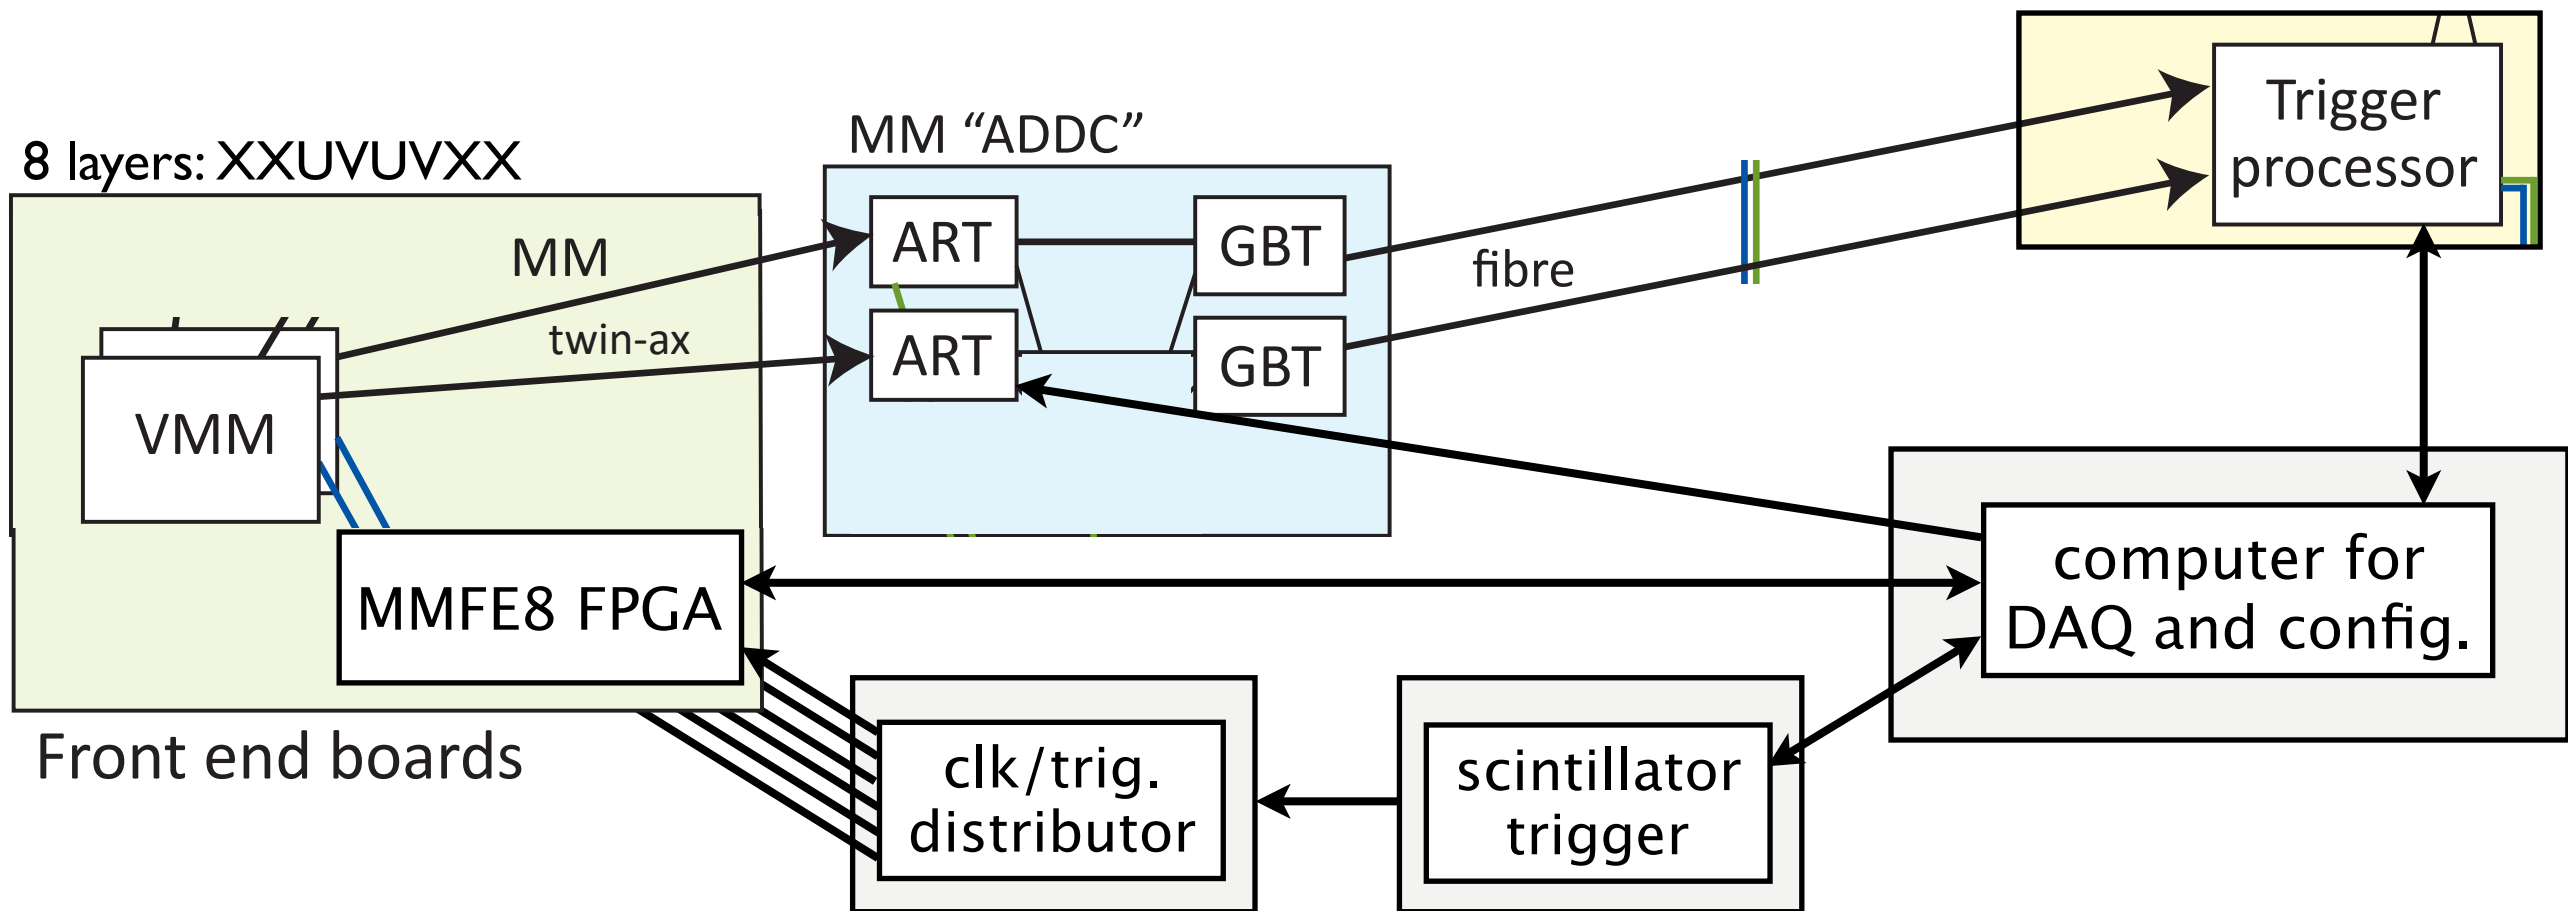 8 layers: XXUVUVXX
MM
twin-ax
VMM
MMFE8 FPGA
Front end boards
MM “ADDC”
ART
GBT
ART
GBT
fibre
Trigger
processor
computer for
DAQ and config.
clk/trig.
distributor
scintillator
trigger